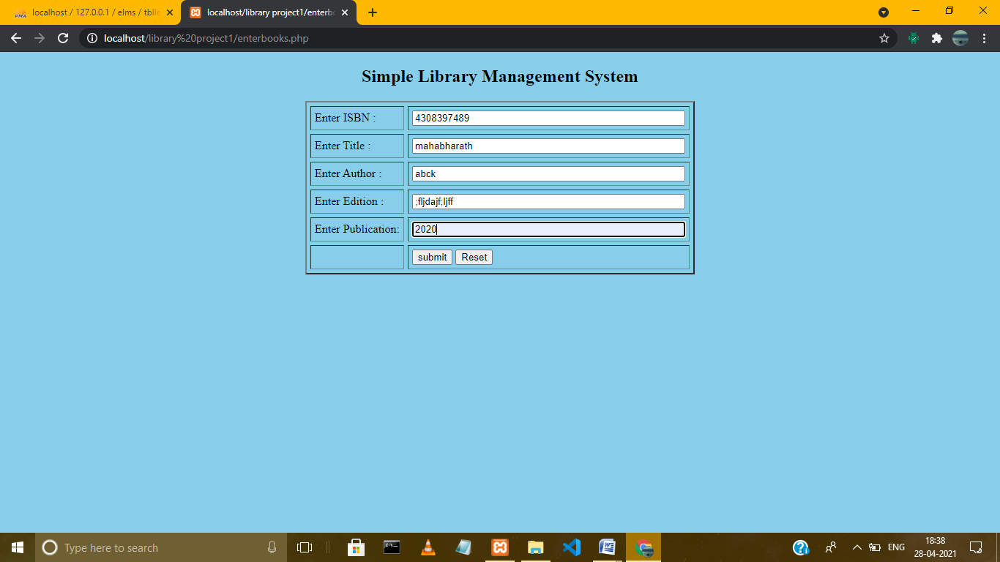 localhost / 127.0.0.1 / elms / tblle
localhost/library project1/enterbo
localhost/library%20project1/enterbooks.php
Simple Library Management System
Enter ISBN : 4308397489
Enter Title : mahabharath
Enter Author : abck
Enter Edition : ;fljdajf;ljff
Enter Publication: 2020
submit Reset
Type here to search
ENG
18:38
28-04-2021